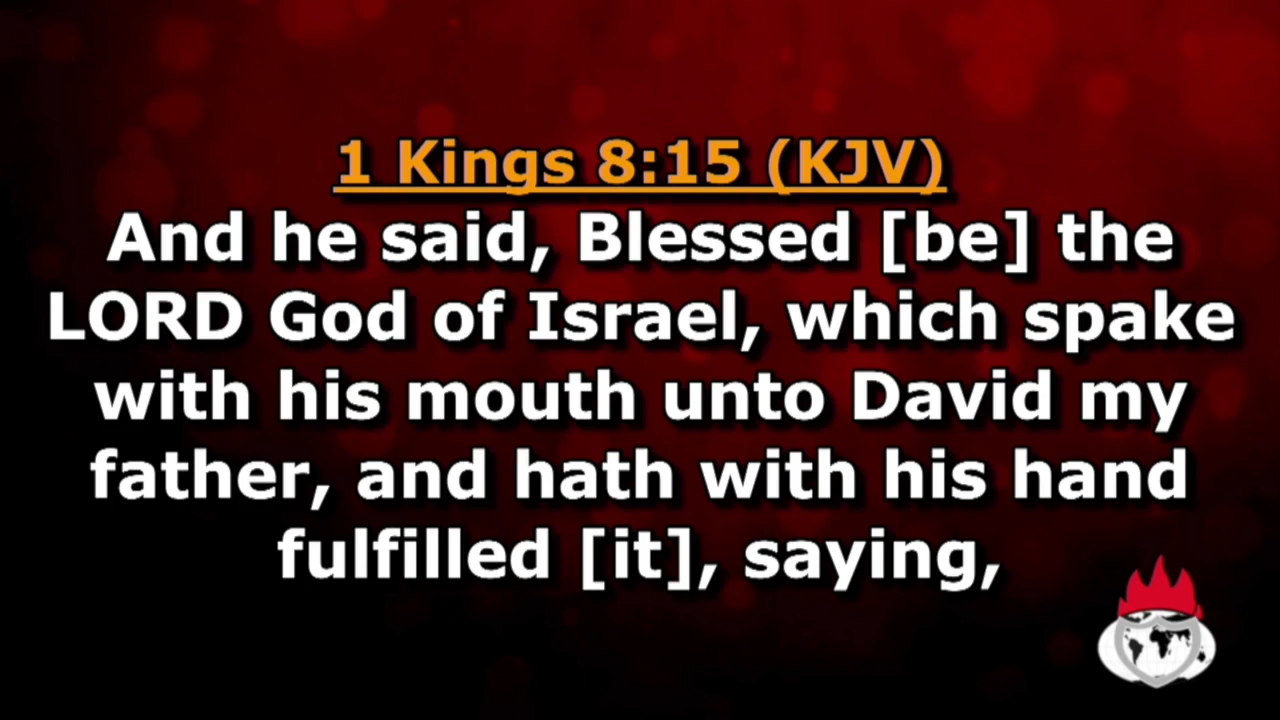 1 Kings 8:15 (KJV)
And he said, Blessed [be] the
LORD God of Israel, which spake
with his mouth unto David my
father, and hath with his hand
fulfilled [it], saying,